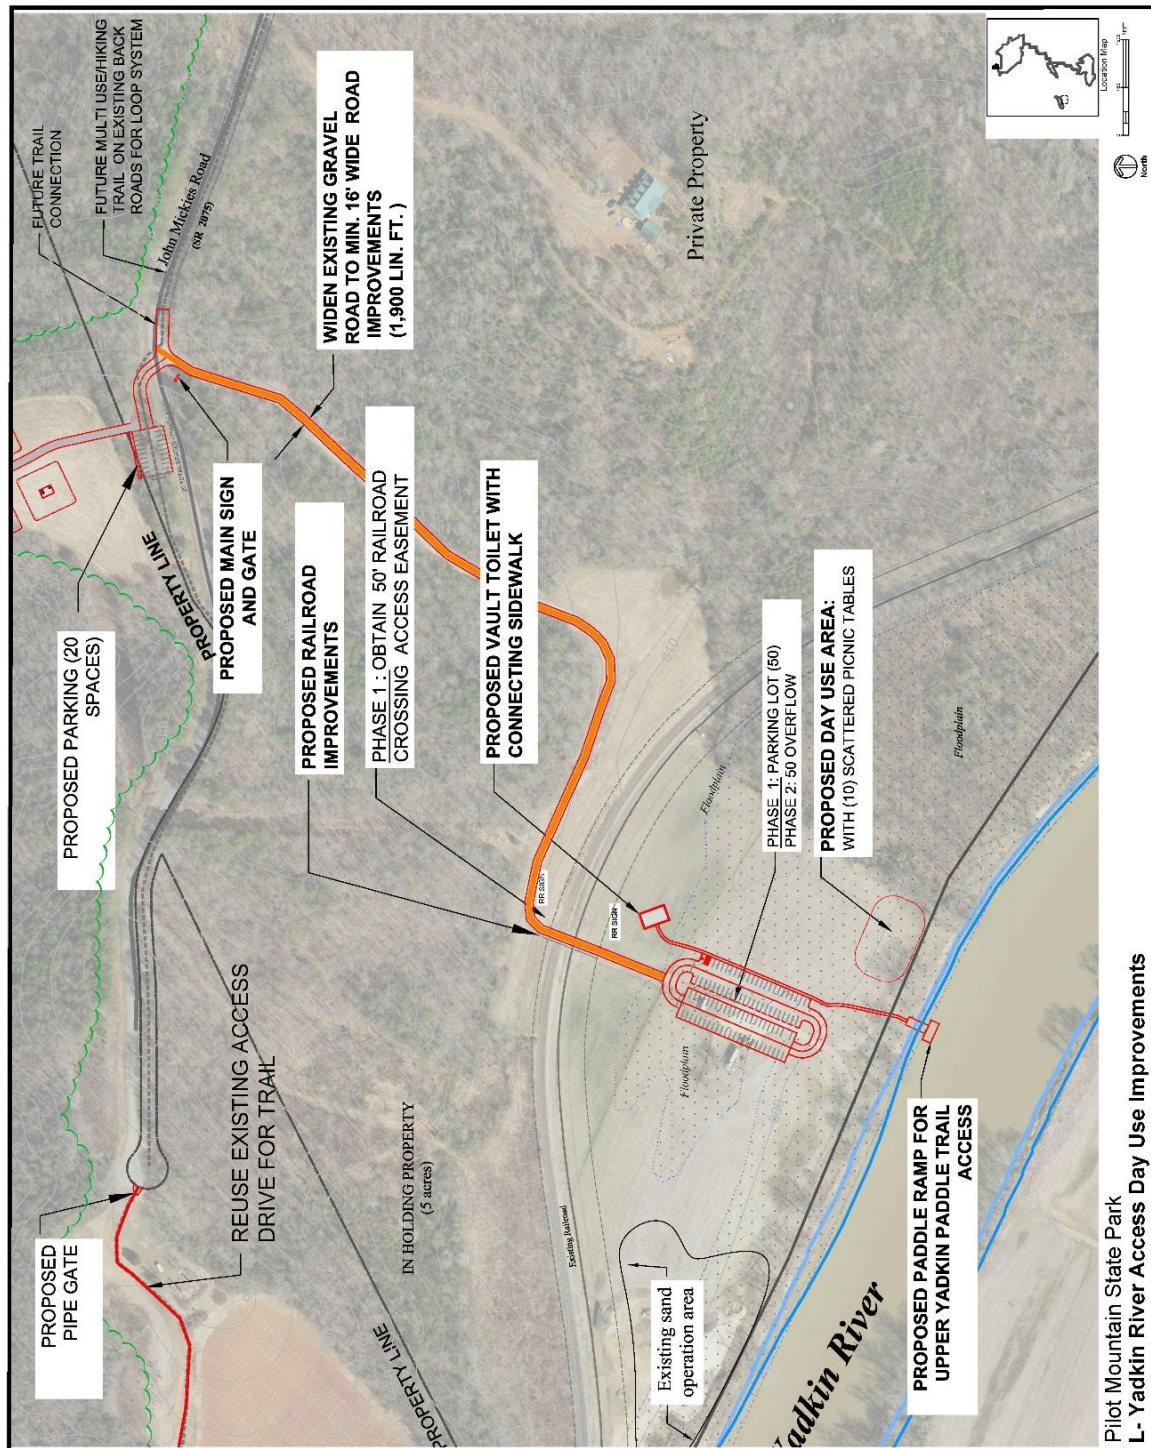 FUTURE TRAIL
CONNECTION
FUTURE MULTI USE/HIKING
TRAIL ON EXISTING BACK
ROADS FOR LOOP SYSTEM
John Mickies Road
(SR 2075)
WIDEN EXISTING GRAVEL
ROAD TO MIN. 16' WIDE ROAD
IMPROVEMENTS
(1,900 LIN. FT. )
Private Property
Location Map
North
PROPOSED PARKING (20
SPACES)
PROPERTY LINE
PROPOSED MAIN SIGN
AND GATE
PROPOSED RAILROAD
IMPROVEMENTS
PHASE 1 : OBTAIN 50' RAILROAD
CROSSING ACCESS EASEMENT
PROPOSED VAULT TOILET WITH
CONNECTING SIDEWALK
810
RR SIGN
RR SIGN
Floodplain
PHASE 1: PARKING LOT (50)
PHASE 2: 50 OVERFLOW
PROPOSED DAY USE AREA:
WITH (10) SCATTERED PICNIC TABLES
Floodplain
Floodplain
PROPOSED
PIPE GATE
REUSE EXISTING ACCESS
DRIVE FOR TRAIL
IN HOLDING PROPERTY
(5 acres)
PROPERTY LINE
Existing Railroad
Existing sand
operation area
Yadkin River
PROPOSED PADDLE RAMP FOR
UPPER YADKIN PADDLE TRAIL
ACCESS
Pilot Mountain State Park
L- Yadkin River Access Day Use Improvements